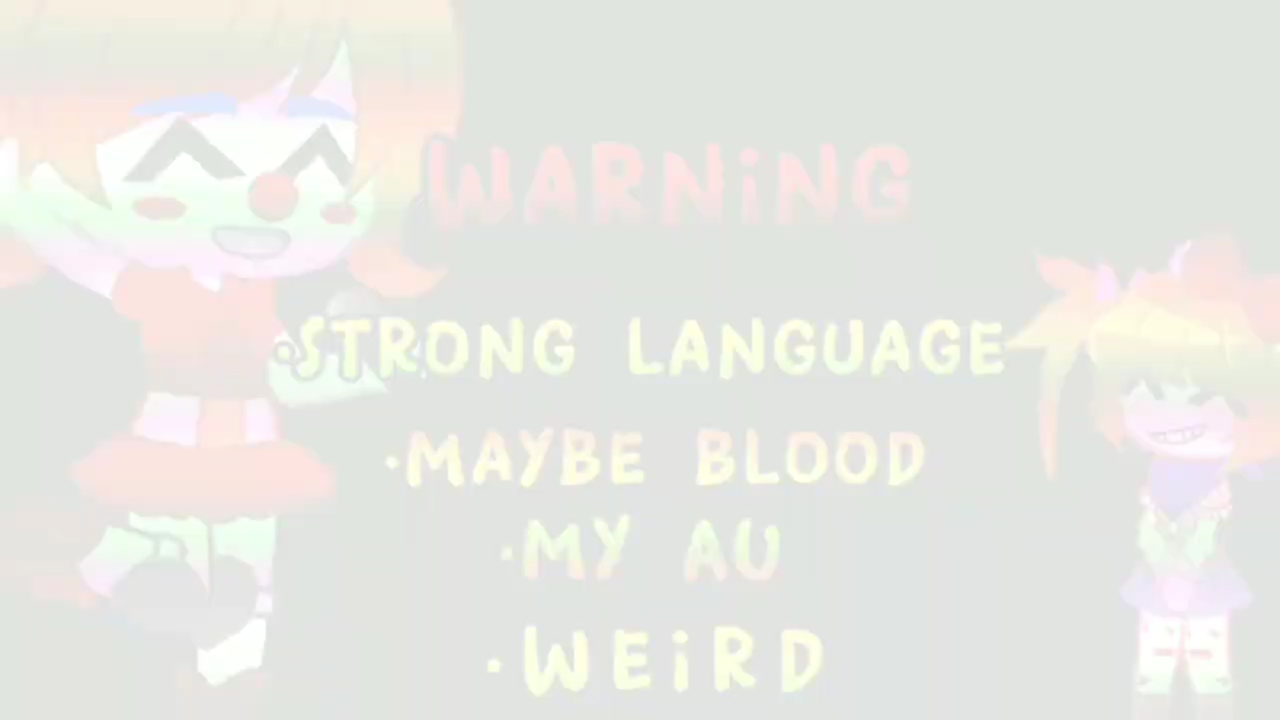 WARNiNG
·STRONG LANGUAGE
·MAYBE BLOOD
·MY AU
·WEiRD